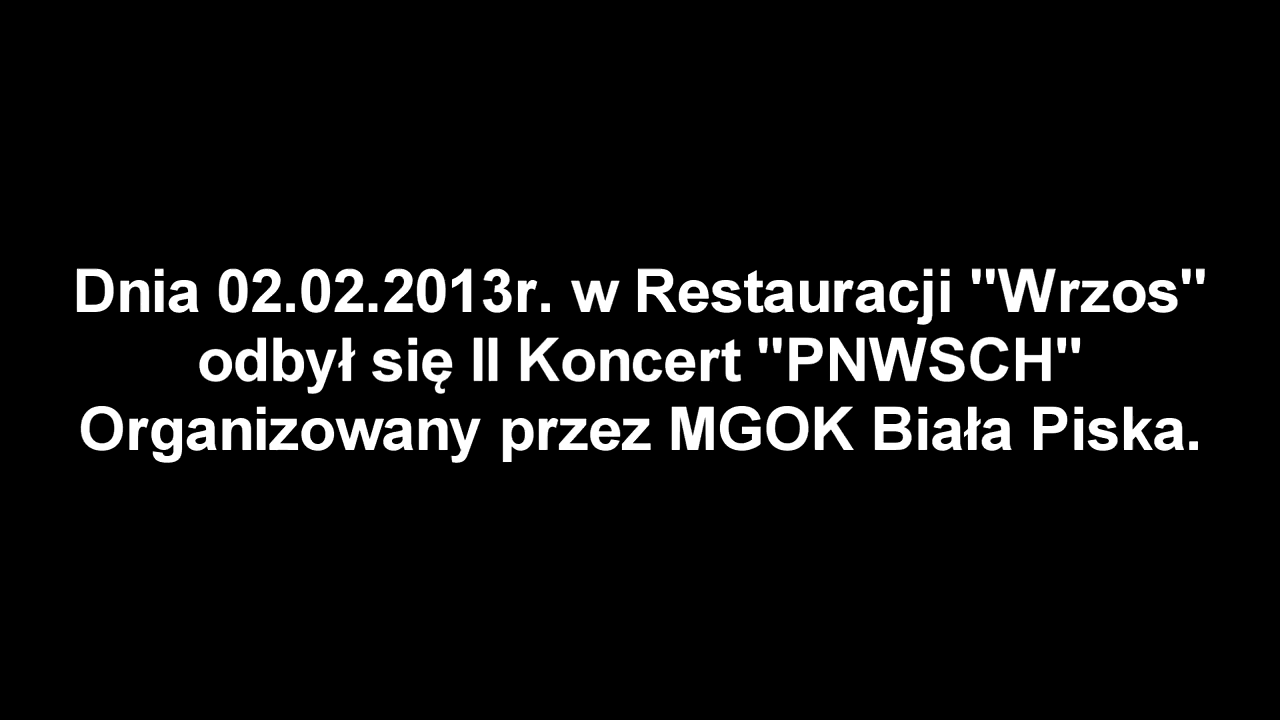 Dnia 02.02.2013r. w Restauracji "Wrzos"
odbył się II Koncert "PNWSCH"
Organizowany przez MGOK Biała Piska.